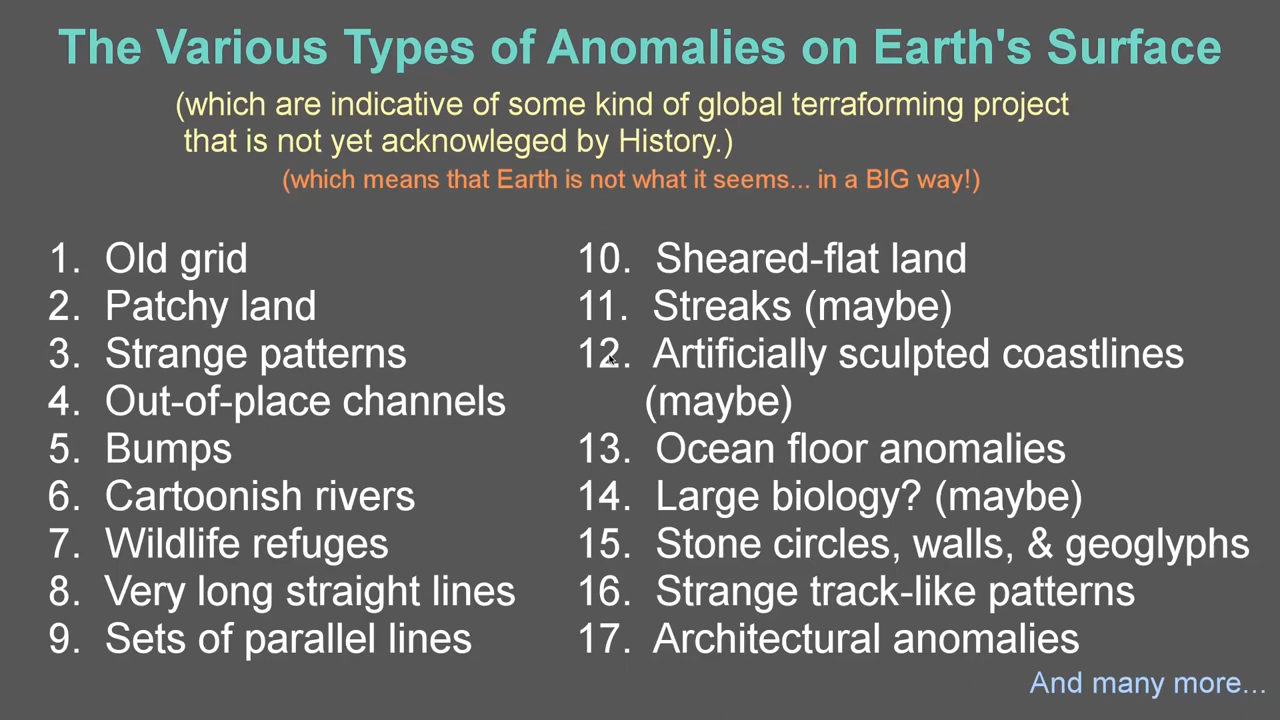 The Various Types of Anomalies on Earth's Surface
(which are indicative of some kind of global terraforming project
that is not yet acknowleged by History.)
(which means that Earth is not what it seems... in a BIG way!)
1. Old grid
2. Patchy land
3. Strange patterns
4. Out-of-place channels
5. Bumps
6. Cartoonish rivers
7. Wildlife refuges
8. Very long straight lines
9. Sets of parallel lines
10. Sheared-flat land
11. Streaks (maybe)
12. Artificially sculpted coastlines
(maybe)
13. Ocean floor anomalies
14. Large biology? (maybe)
15. Stone circles, walls, & geoglyphs
16. Strange track-like patterns
17. Architectural anomalies
And many more...